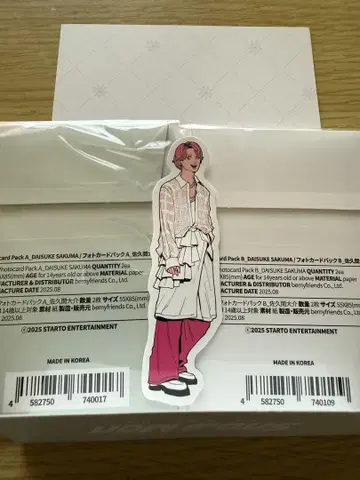 card Pack A_DAISUKE SAKUMA / フォトカードパックA_佐久間大介
Photocard Pack A_DAISUKE SAKUMA QUANTITY 2ea
AGE for 14years old or above MATERIAL paper
FACTURER & DISTRIBUTOR bemyfriends Co., Ltd.
FACTURE DATE 2025.08
フォトカードパックA_佐久間大介 数量 2枚 サイズ 55X85(mm)
14歳以上対象 素材 紙 製造・販売元 bemyfriends Co., Ltd.
2025.08
©2025 STARTO ENTERTAINMENT
MADE IN KOREA
4 582750 740017
card Pack B_DAISUKE SAKUMA / フォトカードパックB_佐久間
Photocard Pack B_DAISUKE SAKUMA QUANTITY 2ea
(mm) AGE for 14years old or above MATERIAL pape
FACTURER & DISTRIBUTOR bemyfriends Co., Ltd.
FACTURE DATE 2025.08
フォトカードパックB_佐久間大介 数量 2枚 サイズ 55X85(mm)
14歳以上対象 素材 紙 製造・販売元 bemyfriends Co., Ltd.
2025.08
©2025 STARTO ENTERTAINMENT
MADE IN KOREA
4 582750 740109